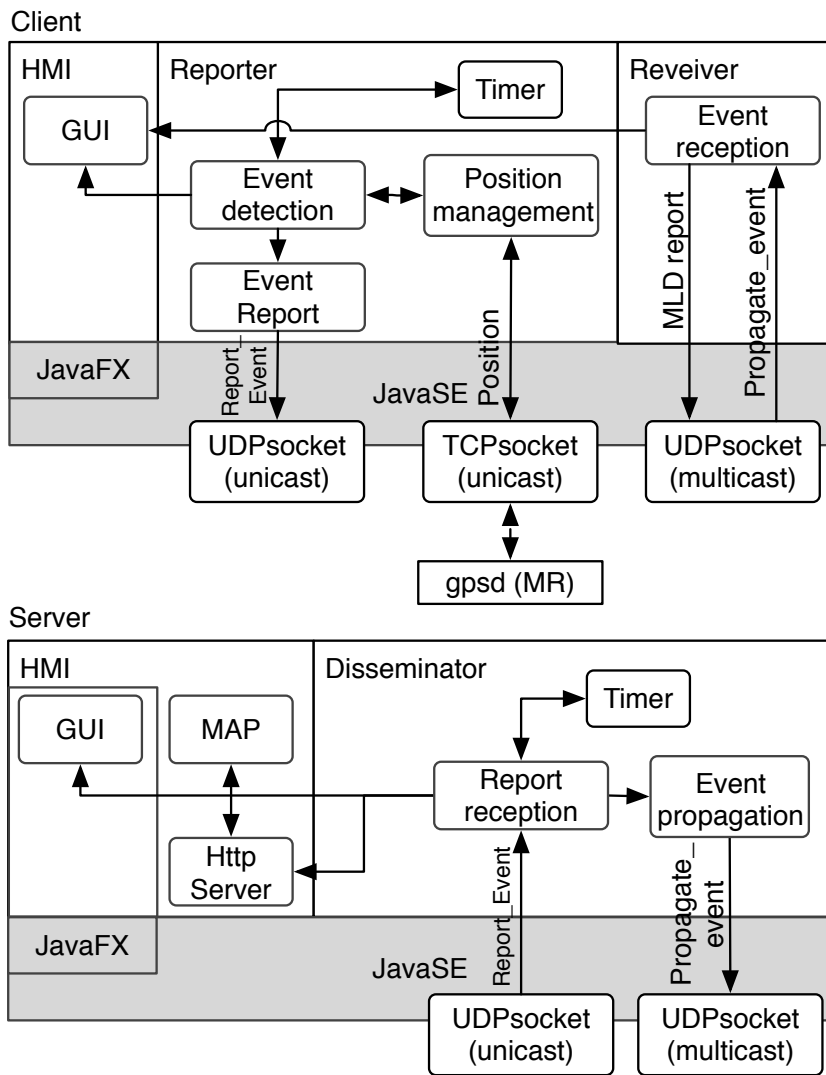 Client
HMI
Reporter
Reveiver
Timer
GUI
Event
reception
Event
detection
Position
management
Event
Report
MLD report
Propagate_event
Report_
Event
Position
JavaFX
JavaSE
UDPsocket
(unicast)
TCPsocket
(unicast)
UDPsocket
(multicast)
gpsd (MR)
Server
HMI
Disseminator
GUI
MAP
Timer
Report
reception
Event
propagation
Http
Server
Report_Event
Propagate_
event
JavaFX
JavaSE
UDPsocket
(unicast)
UDPsocket
(multicast)